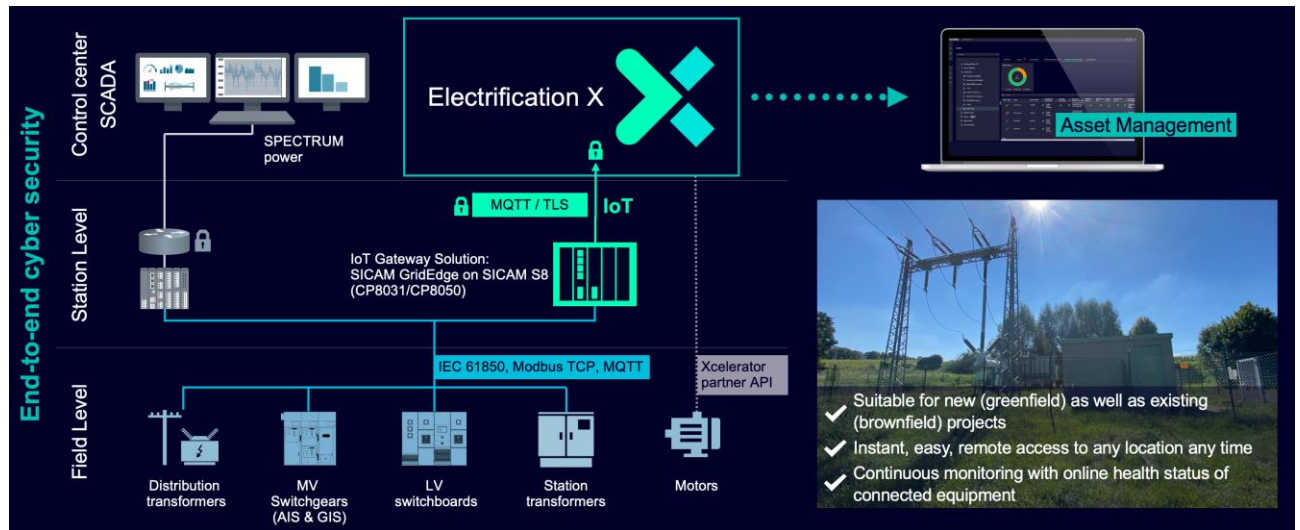 End-to-end cyber security
Control center
SCADA
SPECTRUM
power
Electrification X
Asset Management
Station Level
MQTT / TLS
IoT
IoT Gateway Solution:
SICAM GridEdge on SICAM S8
(CP8031/CP8050)
Field Level
IEC 61850, Modbus TCP, MQTT
Xcelerator
partner API
Distribution
transformers
MV
Switchgears
(AIS & GIS)
LV
switchboards
Station
transformers
Motors
Suitable for new (greenfield) as well as existing
(brownfield) projects
Instant, easy, remote access to any location any time
Continuous monitoring with online health status of
connected equipment